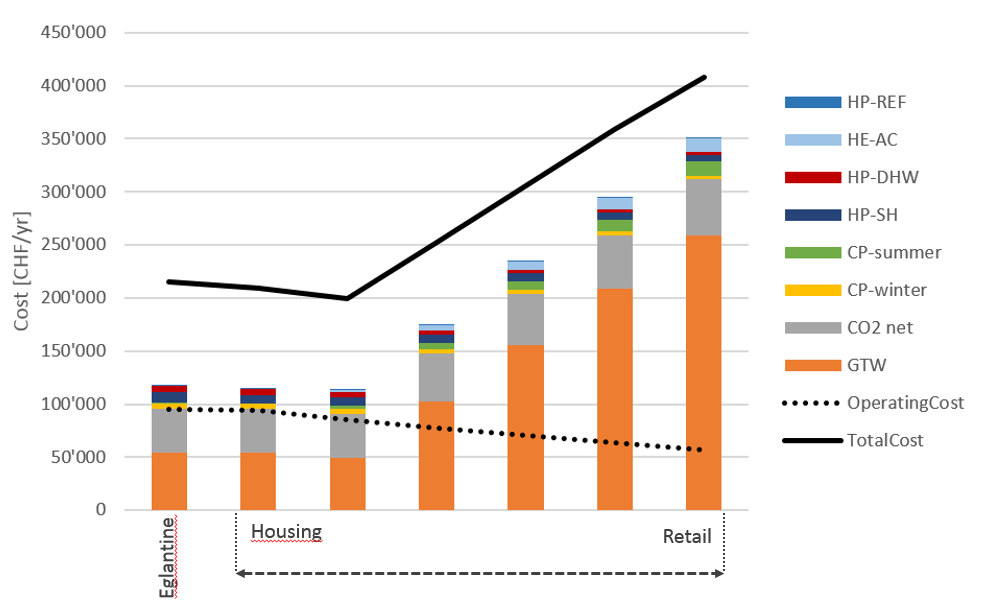 450'000
400'000
350'000
300'000
250'000
200'000
150'000
100'000
50'000
0
Cost [CHF/yr]
Eglantine
Housing
Retail
HP-REF
HE-AC
HP-DHW
HP-SH
CP-summer
CP-winter
CO2 net
GTW
OperatingCost
TotalCost